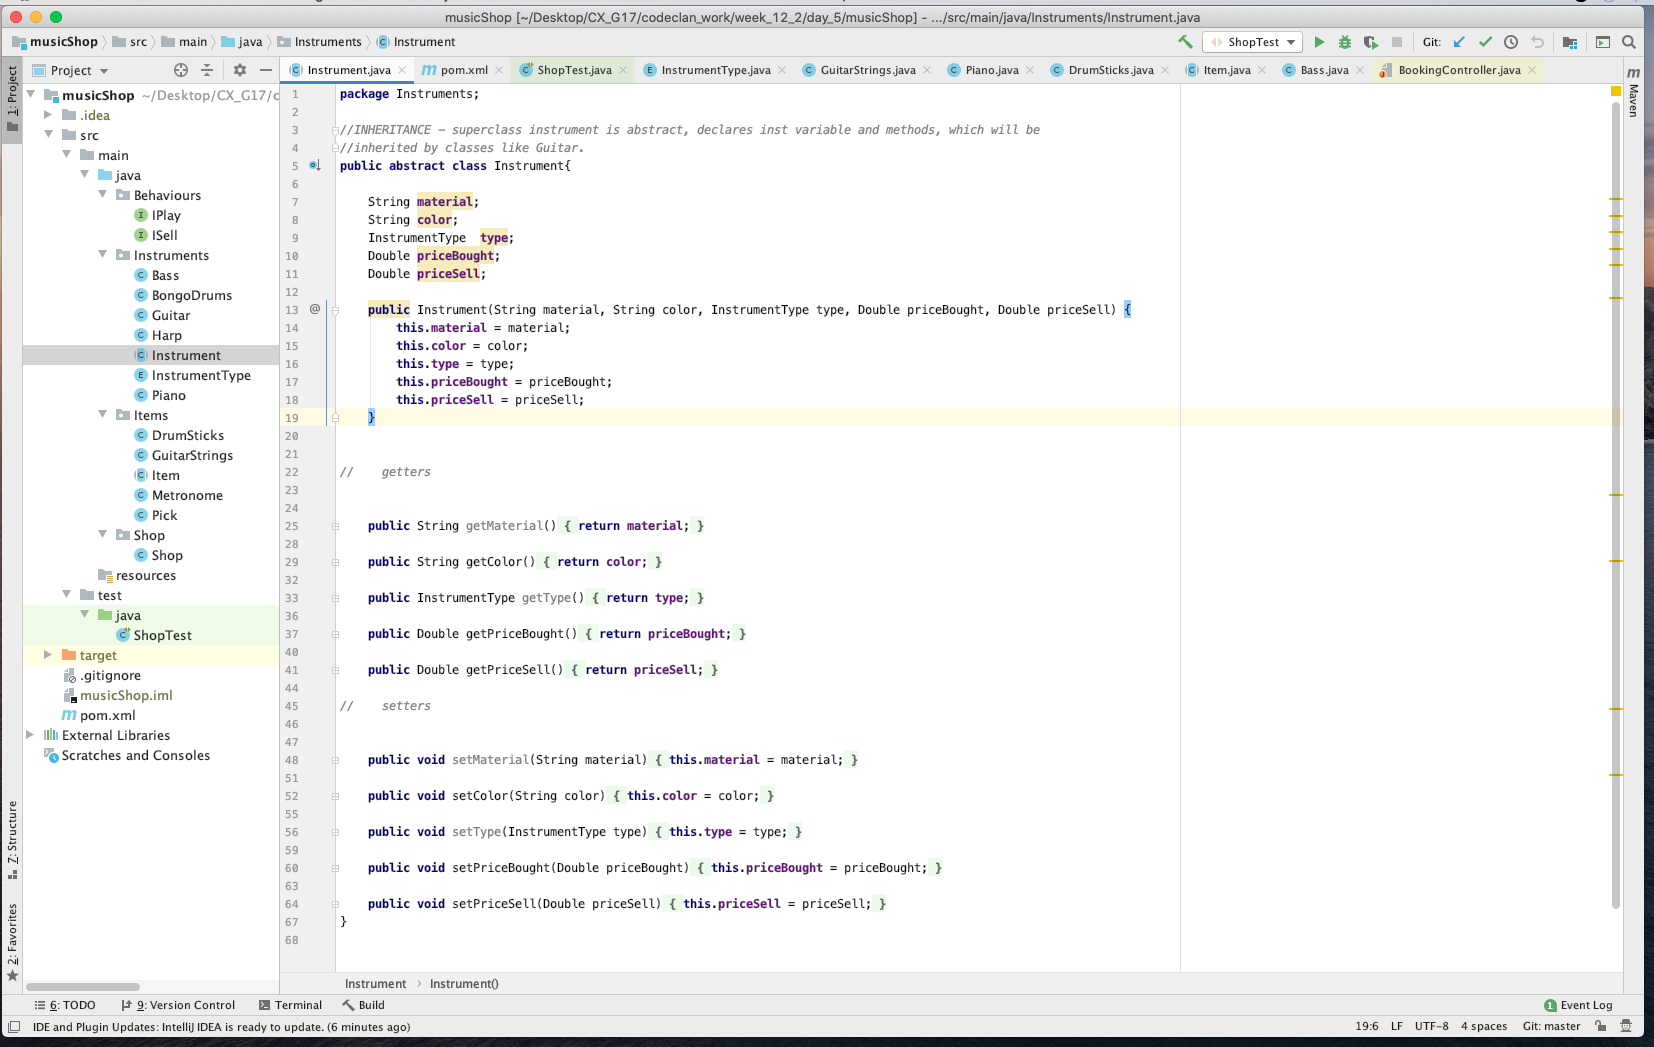 musicShop [~/Desktop/CX_G17/codeclan_work/week_12_2/day_5/musicShop] - .../src/main/java/Instruments/Instrument.java
musicShop src main java Instruments Instrument ShopTest Git:
Project Instrument.java pom.xml ShopTest.java InstrumentType.java GuitarStrings.java Piano.java DrumSticks.java Item.java Bass.java BookingController.java
1: Project
musicShop ~/Desktop/CX_G17/c
.idea
src
main
java
Behaviours
IPlay
ISell
Instruments
Bass
BongoDrums
Guitar
Harp
Instrument
InstrumentType
Piano
Items
DrumSticks
GuitarStrings
Item
Metronome
Pick
Shop
Shop
resources
test
java
ShopTest
target
.gitignore
musicShop.iml
pom.xml
External Libraries
Scratches and Consoles
Z: Structure
2: Favorites
1 package Instruments;
2
3 //INHERITANCE - superclass instrument is abstract, declares inst variable and methods, which will be
4 //inherited by classes like Guitar.
5 public abstract class Instrument{
6
7 String material;
8 String color;
9 InstrumentType  type;
10 Double priceBought;
11 Double priceSell;
12
13 @ public Instrument(String material, String color, InstrumentType type, Double priceBought, Double priceSell) {
14 this.material = material;
15 this.color = color;
16 this.type = type;
17 this.priceBought = priceBought;
18 this.priceSell = priceSell;
19 }
20
21
22 //    getters
23
24
25 public String getMaterial() { return material; }
28
29 public String getColor() { return color; }
32
33 public InstrumentType getType() { return type; }
36
37 public Double getPriceBought() { return priceBought; }
40
41 public Double getPriceSell() { return priceSell; }
44
45 //    setters
46
47
48 public void setMaterial(String material) { this.material = material; }
51
52 public void setColor(String color) { this.color = color; }
55
56 public void setType(InstrumentType type) { this.type = type; }
59
60 public void setPriceBought(Double priceBought) { this.priceBought = priceBought; }
63
64 public void setPriceSell(Double priceSell) { this.priceSell = priceSell; }
67 }
68
m Maven
Instrument › Instrument()
6: TODO 9: Version Control Terminal Build 1 Event Log
IDE and Plugin Updates: IntelliJ IDEA is ready to update. (6 minutes ago) 19:6 LF UTF-8 4 spaces Git: master